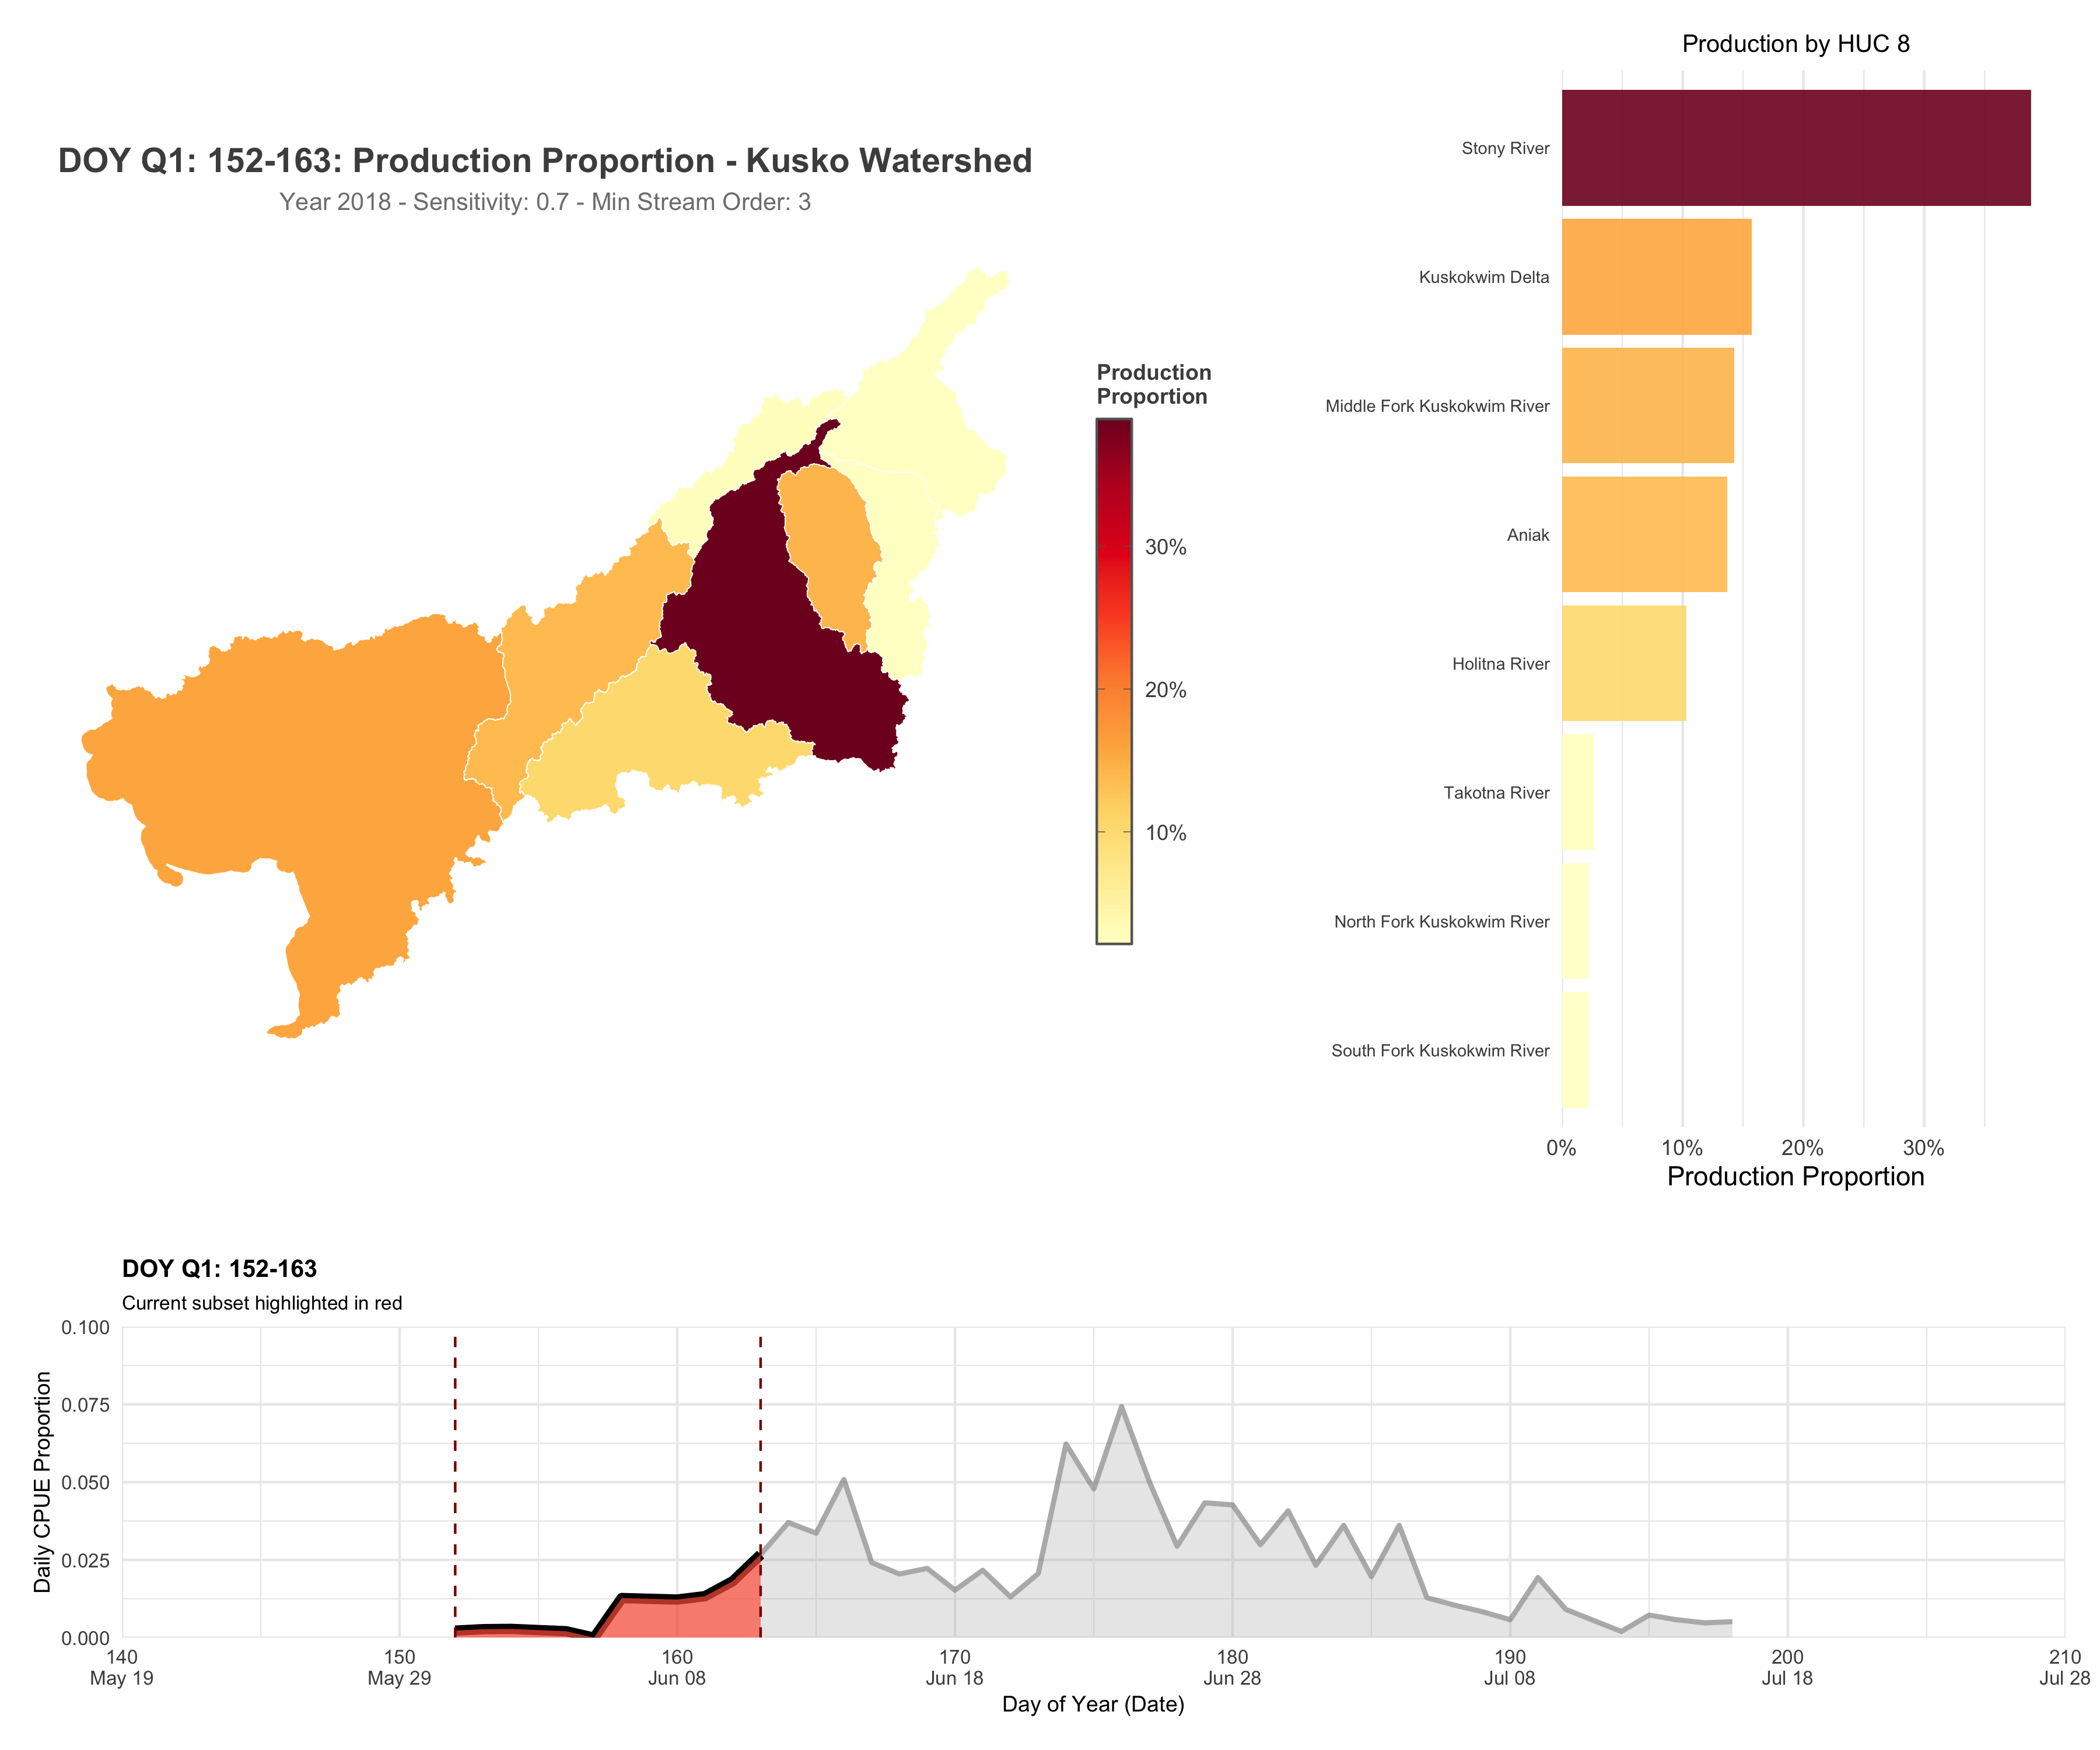 DOY Q1: 152-163: Production Proportion - Kusko Watershed
Year 2018 - Sensitivity: 0.7 - Min Stream Order: 3
Production
Proportion
30%
20%
10%
Production by HUC 8
Stony River
Kuskokwim Delta
Middle Fork Kuskokwim River
Aniak
Holitna River
Takotna River
North Fork Kuskokwim River
South Fork Kuskokwim River
0% 10% 20% 30%
Production Proportion
DOY Q1: 152-163
Current subset highlighted in red
Daily CPUE Proportion
0.100
0.075
0.050
0.025
0.000
140 150 160 170 180 190 200 210
May 19 May 29 Jun 08 Jun 18 Jun 28 Jul 08 Jul 18 Jul 28
Day of Year (Date)